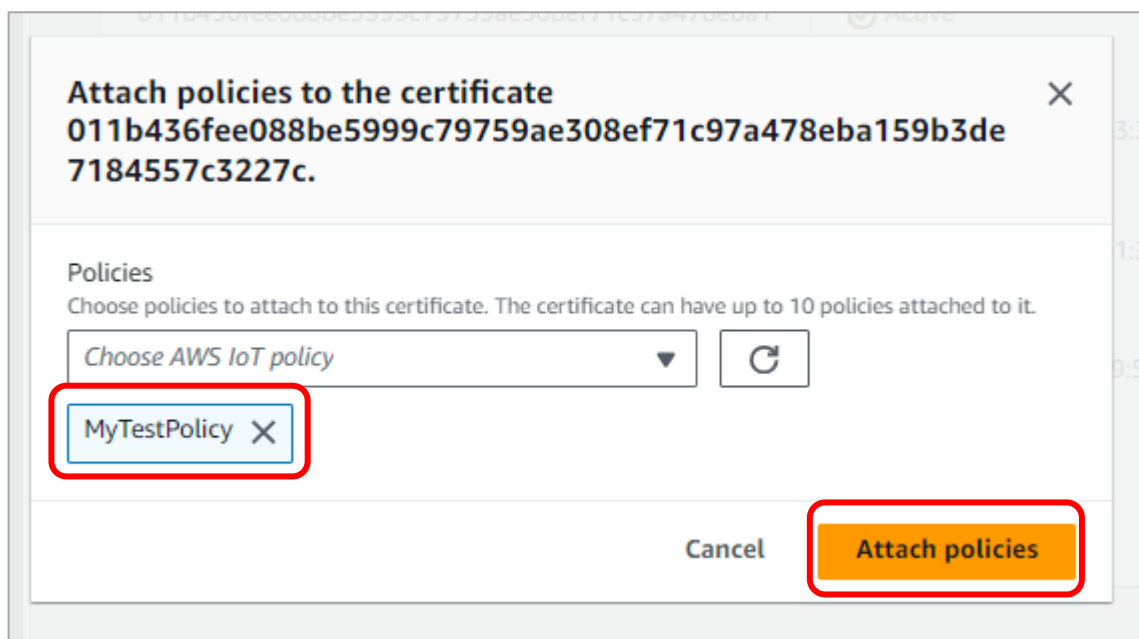 Active
Attach policies to the certificate
011b436fee088be5999c79759ae308ef71c97a478eba159b3de
7184557c3227c.
Policies
Choose policies to attach to this certificate. The certificate can have up to 10 policies attached to it.
Choose AWS IoT policy
MyTestPolicy
Cancel
Attach policies